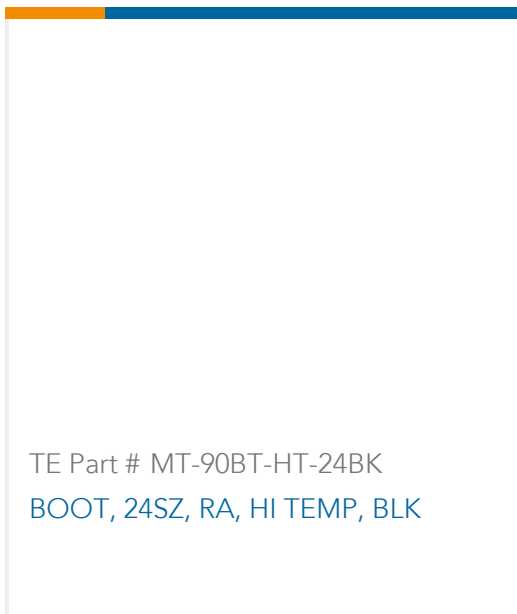 TE Part # MT-90BT-HT-24BK
BOOT, 24SZ, RA, HI TEMP, BLK